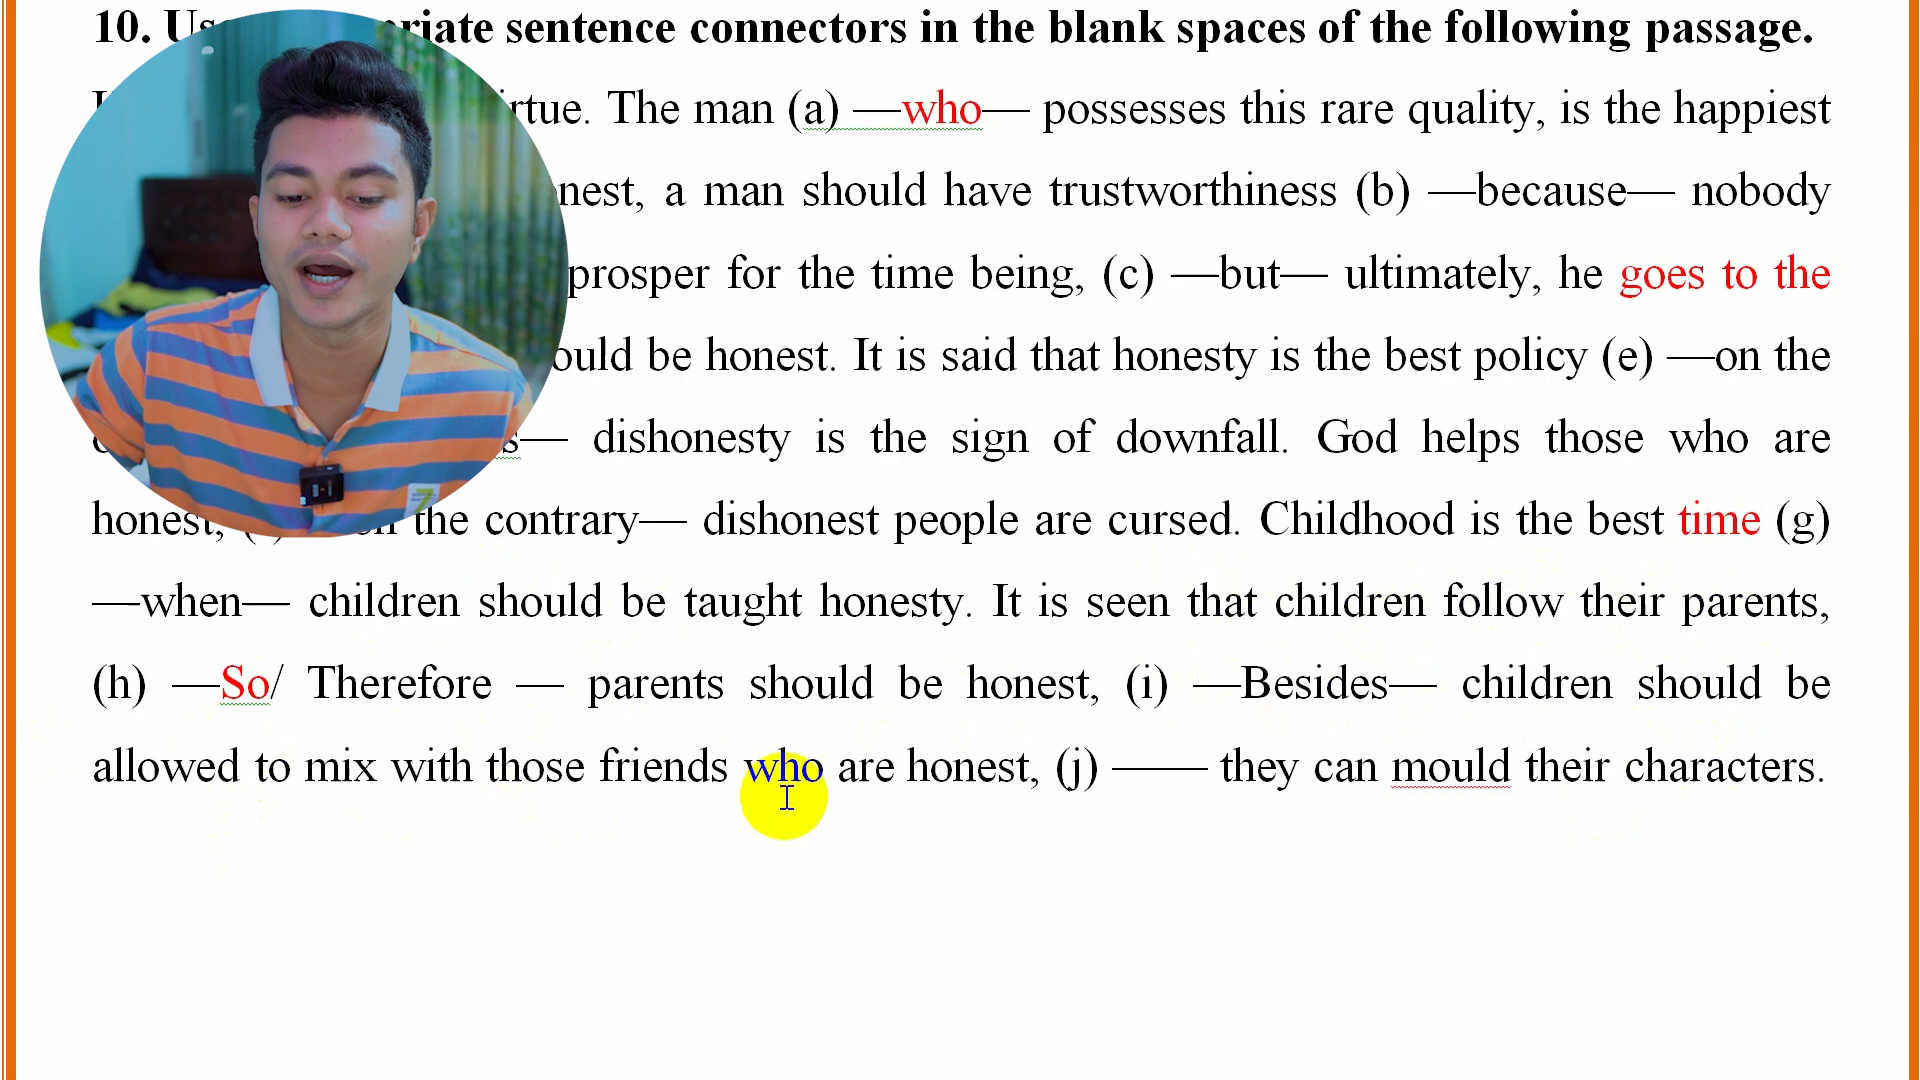 10. iate sentence connectors in the blank spaces of the following passage.
The man (a) —who— possesses this rare quality, is the happiest
a man should have trustworthiness (b) —because— nobody
prosper for the time being, (c) —but— ultimately, he goes to the
be honest. It is said that honesty is the best policy (e) —on the
dishonesty is the sign of downfall. God helps those who are
honest, the contrary— dishonest people are cursed. Childhood is the best time (g)
—when— children should be taught honesty. It is seen that children follow their parents,
(h) —So/ Therefore — parents should be honest, (i) —Besides— children should be
allowed to mix with those friends who are honest, (j) —— they can mould their characters.